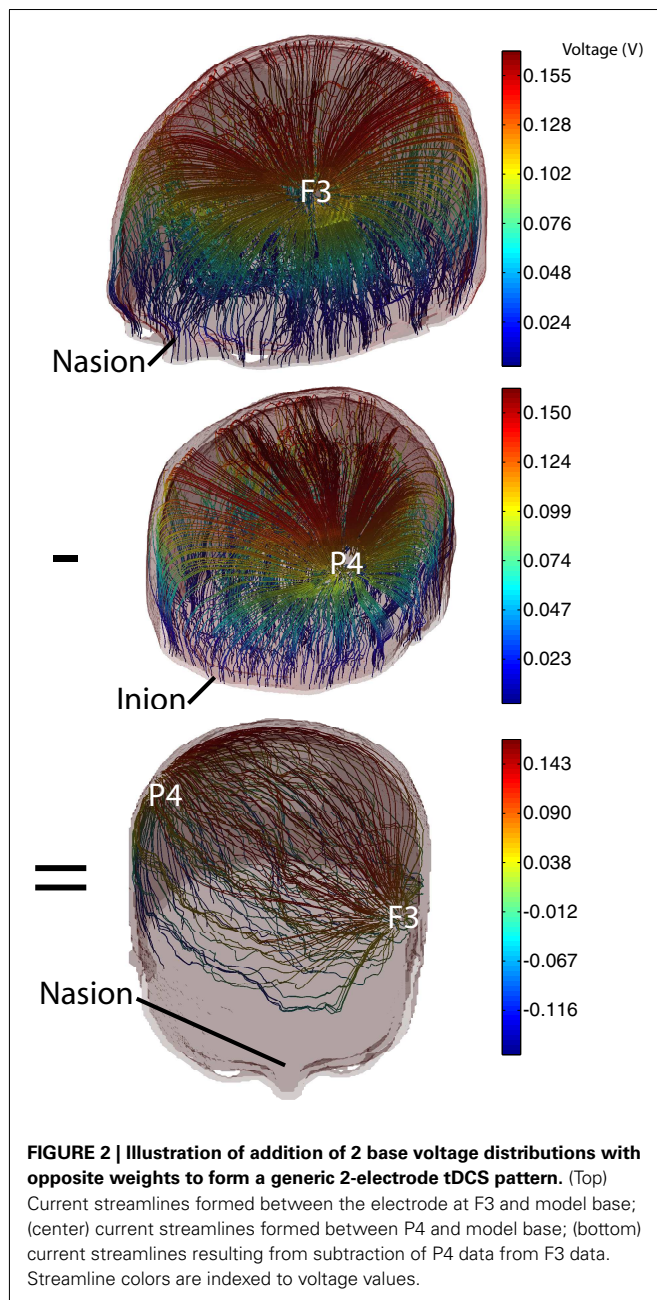 Voltage (V)
0.155
0.128
0.102
0.076
0.048
0.024
F3
Nasion
0.150
0.124
0.099
0.074
0.047
0.023
-
P4
Inion
0.143
0.090
0.038
-0.012
-0.067
-0.116
=
P4
F3
Nasion
FIGURE 2 | Illustration of addition of 2 base voltage distributions with
opposite weights to form a generic 2-electrode tDCS pattern. (Top)
Current streamlines formed between the electrode at F3 and model base;
(center) current streamlines formed between P4 and model base; (bottom)
current streamlines resulting from subtraction of P4 data from F3 data.
Streamline colors are indexed to voltage values.